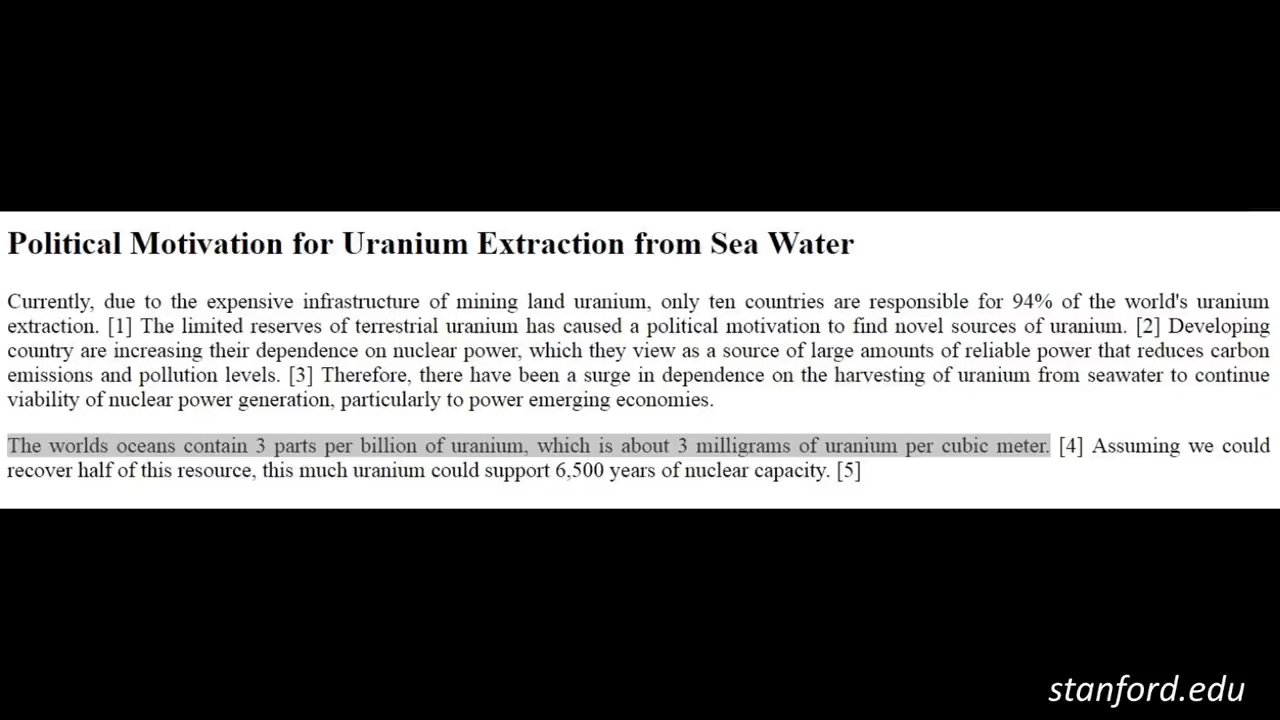 Political Motivation for Uranium Extraction from Sea Water
Currently, due to the expensive infrastructure of mining land uranium, only ten countries are responsible for 94% of the world's uranium
extraction. [1] The limited reserves of terrestrial uranium has caused a political motivation to find novel sources of uranium. [2] Developing
country are increasing their dependence on nuclear power, which they view as a source of large amounts of reliable power that reduces carbon
emissions and pollution levels. [3] Therefore, there have been a surge in dependence on the harvesting of uranium from seawater to continue
viability of nuclear power generation, particularly to power emerging economies.
The worlds oceans contain 3 parts per billion of uranium, which is about 3 milligrams of uranium per cubic meter. [4] Assuming we could
recover half of this resource, this much uranium could support 6,500 years of nuclear capacity. [5]
stanford.edu